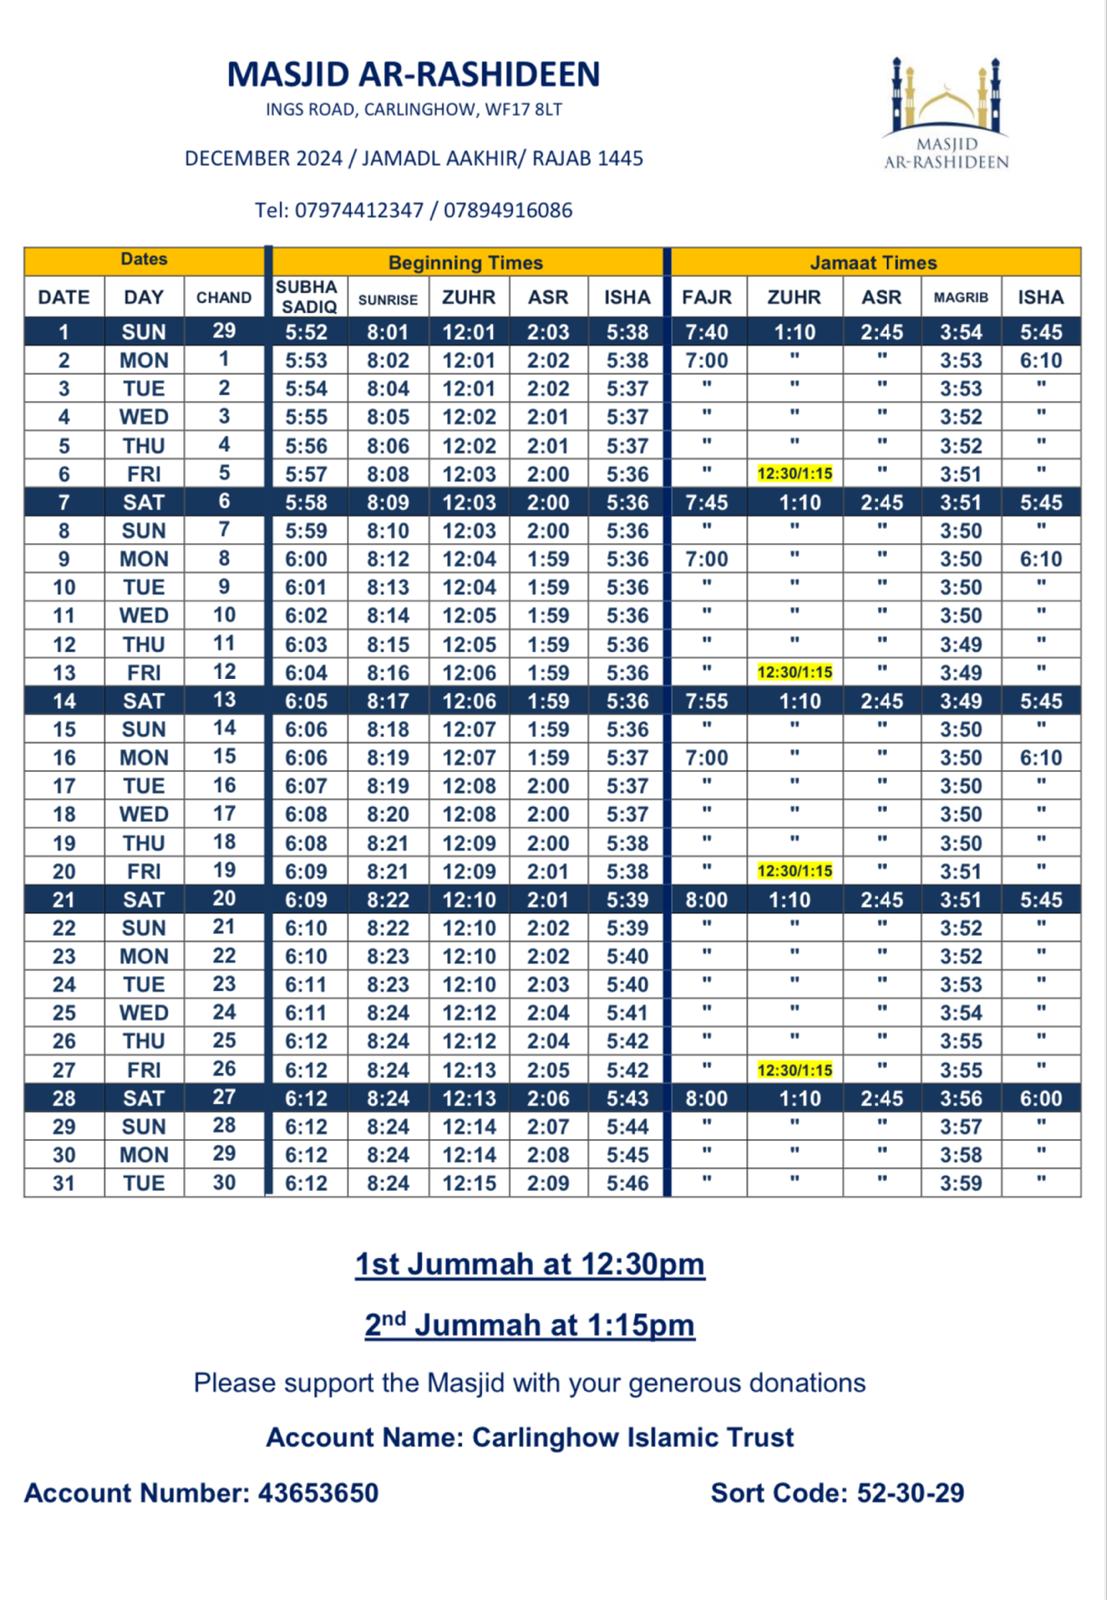 MASJID AR-RASHIDEEN
INGS ROAD, CARLINGHOW, WF17 8LT
DECEMBER 2024 / JAMADL AAKHIR/ RAJAB 1445
Tel: 07974412347 / 07894916086
MASJID
AR-RASHIDEEN
Dates Beginning Times Jamaat Times
DATE DAY CHAND SUBHA SADIQ SUNRISE ZUHR ASR ISHA FAJR ZUHR ASR MAGRIB ISHA
1 SUN 29 5:52 8:01 12:01 2:03 5:38 7:40 1:10 2:45 3:54 5:45
2 MON 1 5:53 8:02 12:01 2:02 5:38 7:00 " " 3:53 6:10
3 TUE 2 5:54 8:04 12:01 2:02 5:37 " " " 3:53 "
4 WED 3 5:55 8:05 12:02 2:01 5:37 " " " 3:52 "
5 THU 4 5:56 8:06 12:02 2:01 5:37 " " " 3:52 "
6 FRI 5 5:57 8:08 12:03 2:00 5:36 " 12:30/1:15 " 3:51 "
7 SAT 6 5:58 8:09 12:03 2:00 5:36 7:45 1:10 2:45 3:51 5:45
8 SUN 7 5:59 8:10 12:03 2:00 5:36 " " " 3:50 "
9 MON 8 6:00 8:12 12:04 1:59 5:36 7:00 " " 3:50 6:10
10 TUE 9 6:01 8:13 12:04 1:59 5:36 " " " 3:50 "
11 WED 10 6:02 8:14 12:05 1:59 5:36 " " " 3:50 "
12 THU 11 6:03 8:15 12:05 1:59 5:36 " " " 3:49 "
13 FRI 12 6:04 8:16 12:06 1:59 5:36 " 12:30/1:15 " 3:49 "
14 SAT 13 6:05 8:17 12:06 1:59 5:36 7:55 1:10 2:45 3:49 5:45
15 SUN 14 6:06 8:18 12:07 1:59 5:36 " " " 3:50 "
16 MON 15 6:06 8:19 12:07 1:59 5:37 7:00 " " 3:50 6:10
17 TUE 16 6:07 8:19 12:08 2:00 5:37 " " " 3:50 "
18 WED 17 6:08 8:20 12:08 2:00 5:37 " " " 3:50 "
19 THU 18 6:08 8:21 12:09 2:00 5:38 " " " 3:50 "
20 FRI 19 6:09 8:21 12:09 2:01 5:38 " 12:30/1:15 " 3:51 "
21 SAT 20 6:09 8:22 12:10 2:01 5:39 8:00 1:10 2:45 3:51 5:45
22 SUN 21 6:10 8:22 12:10 2:02 5:39 " " " 3:52 "
23 MON 22 6:10 8:23 12:10 2:02 5:40 " " " 3:52 "
24 TUE 23 6:11 8:23 12:10 2:03 5:40 " " " 3:53 "
25 WED 24 6:11 8:24 12:12 2:04 5:41 " " " 3:54 "
26 THU 25 6:12 8:24 12:12 2:04 5:42 " " " 3:55 "
27 FRI 26 6:12 8:24 12:13 2:05 5:42 " 12:30/1:15 " 3:55 "
28 SAT 27 6:12 8:24 12:13 2:06 5:43 8:00 1:10 2:45 3:56 6:00
29 SUN 28 6:12 8:24 12:14 2:07 5:44 " " " 3:57 "
30 MON 29 6:12 8:24 12:14 2:08 5:45 " " " 3:58 "
31 TUE 30 6:12 8:24 12:15 2:09 5:46 " " " 3:59 "
1st Jummah at 12:30pm
2nd Jummah at 1:15pm
Please support the Masjid with your generous donations
Account Name: Carlinghow Islamic Trust
Account Number: 43653650 Sort Code: 52-30-29